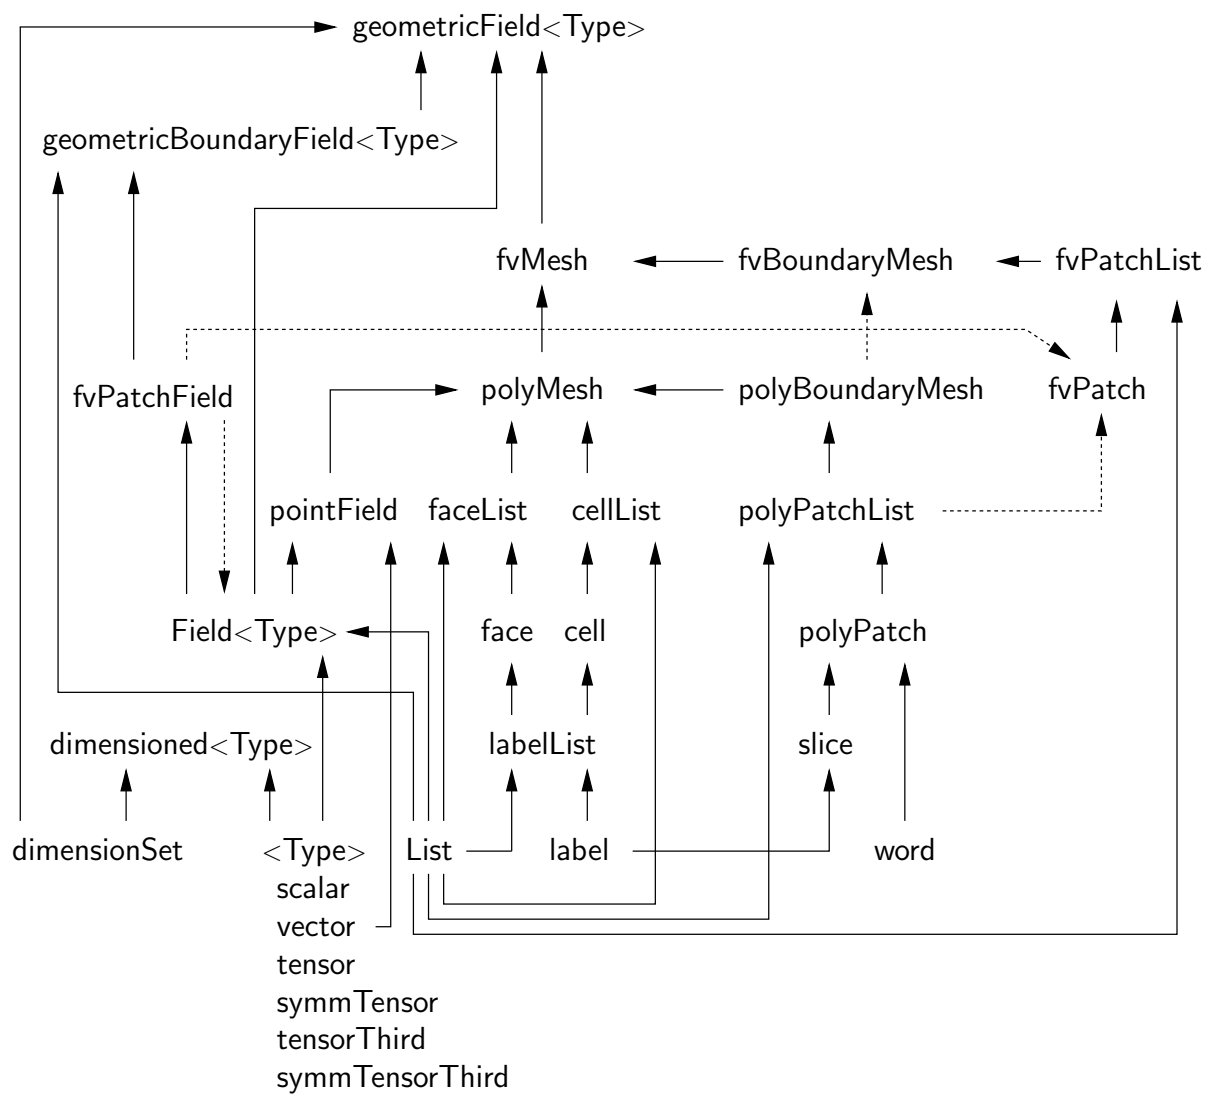 geometricField<Type>
geometricBoundaryField<Type>
fvMesh fvBoundaryMesh fvPatchList
fvPatchField polyMesh polyBoundaryMesh fvPatch
pointField faceList cellList polyPatchList
Field<Type> face cell polyPatch
dimensioned<Type> labelList slice
dimensionSet <Type> List label word
scalar
vector
tensor
symmTensor
tensorThird
symmTensorThird